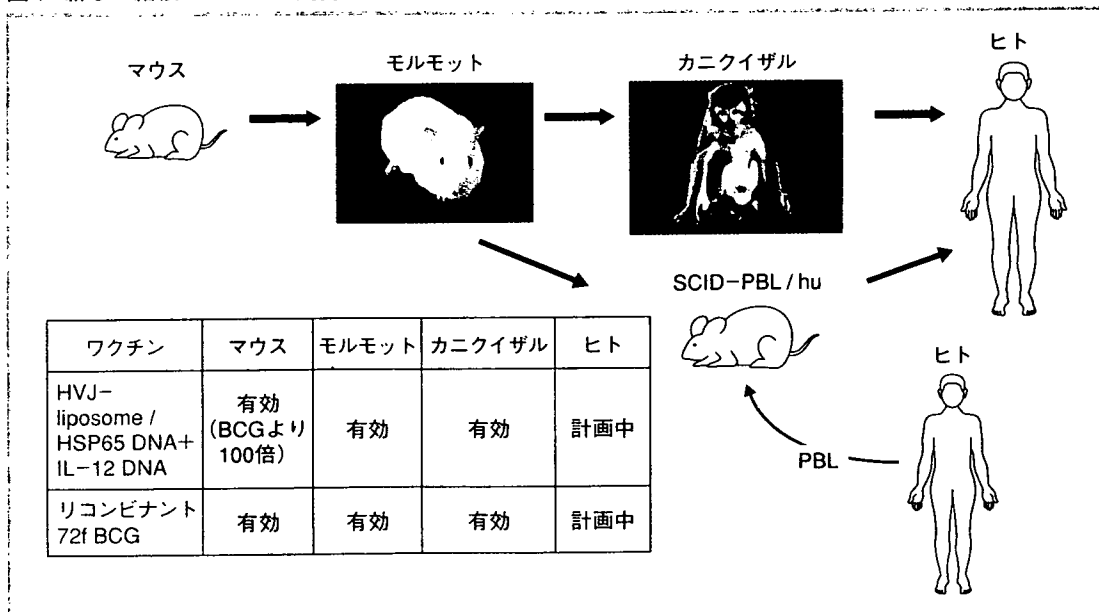 マウス
モルモット
カニクイザル
ヒト
SCID-PBL / hu
ヒト
PBL
ワクチン マウス モルモット カニクイザル ヒト
HVJ-
liposome /
HSP65 DNA+
IL-12 DNA
有効
(BCGより
100倍)
有効
有効
計画中
リコンビナント
72f BCG
有効
有効
有効
計画中